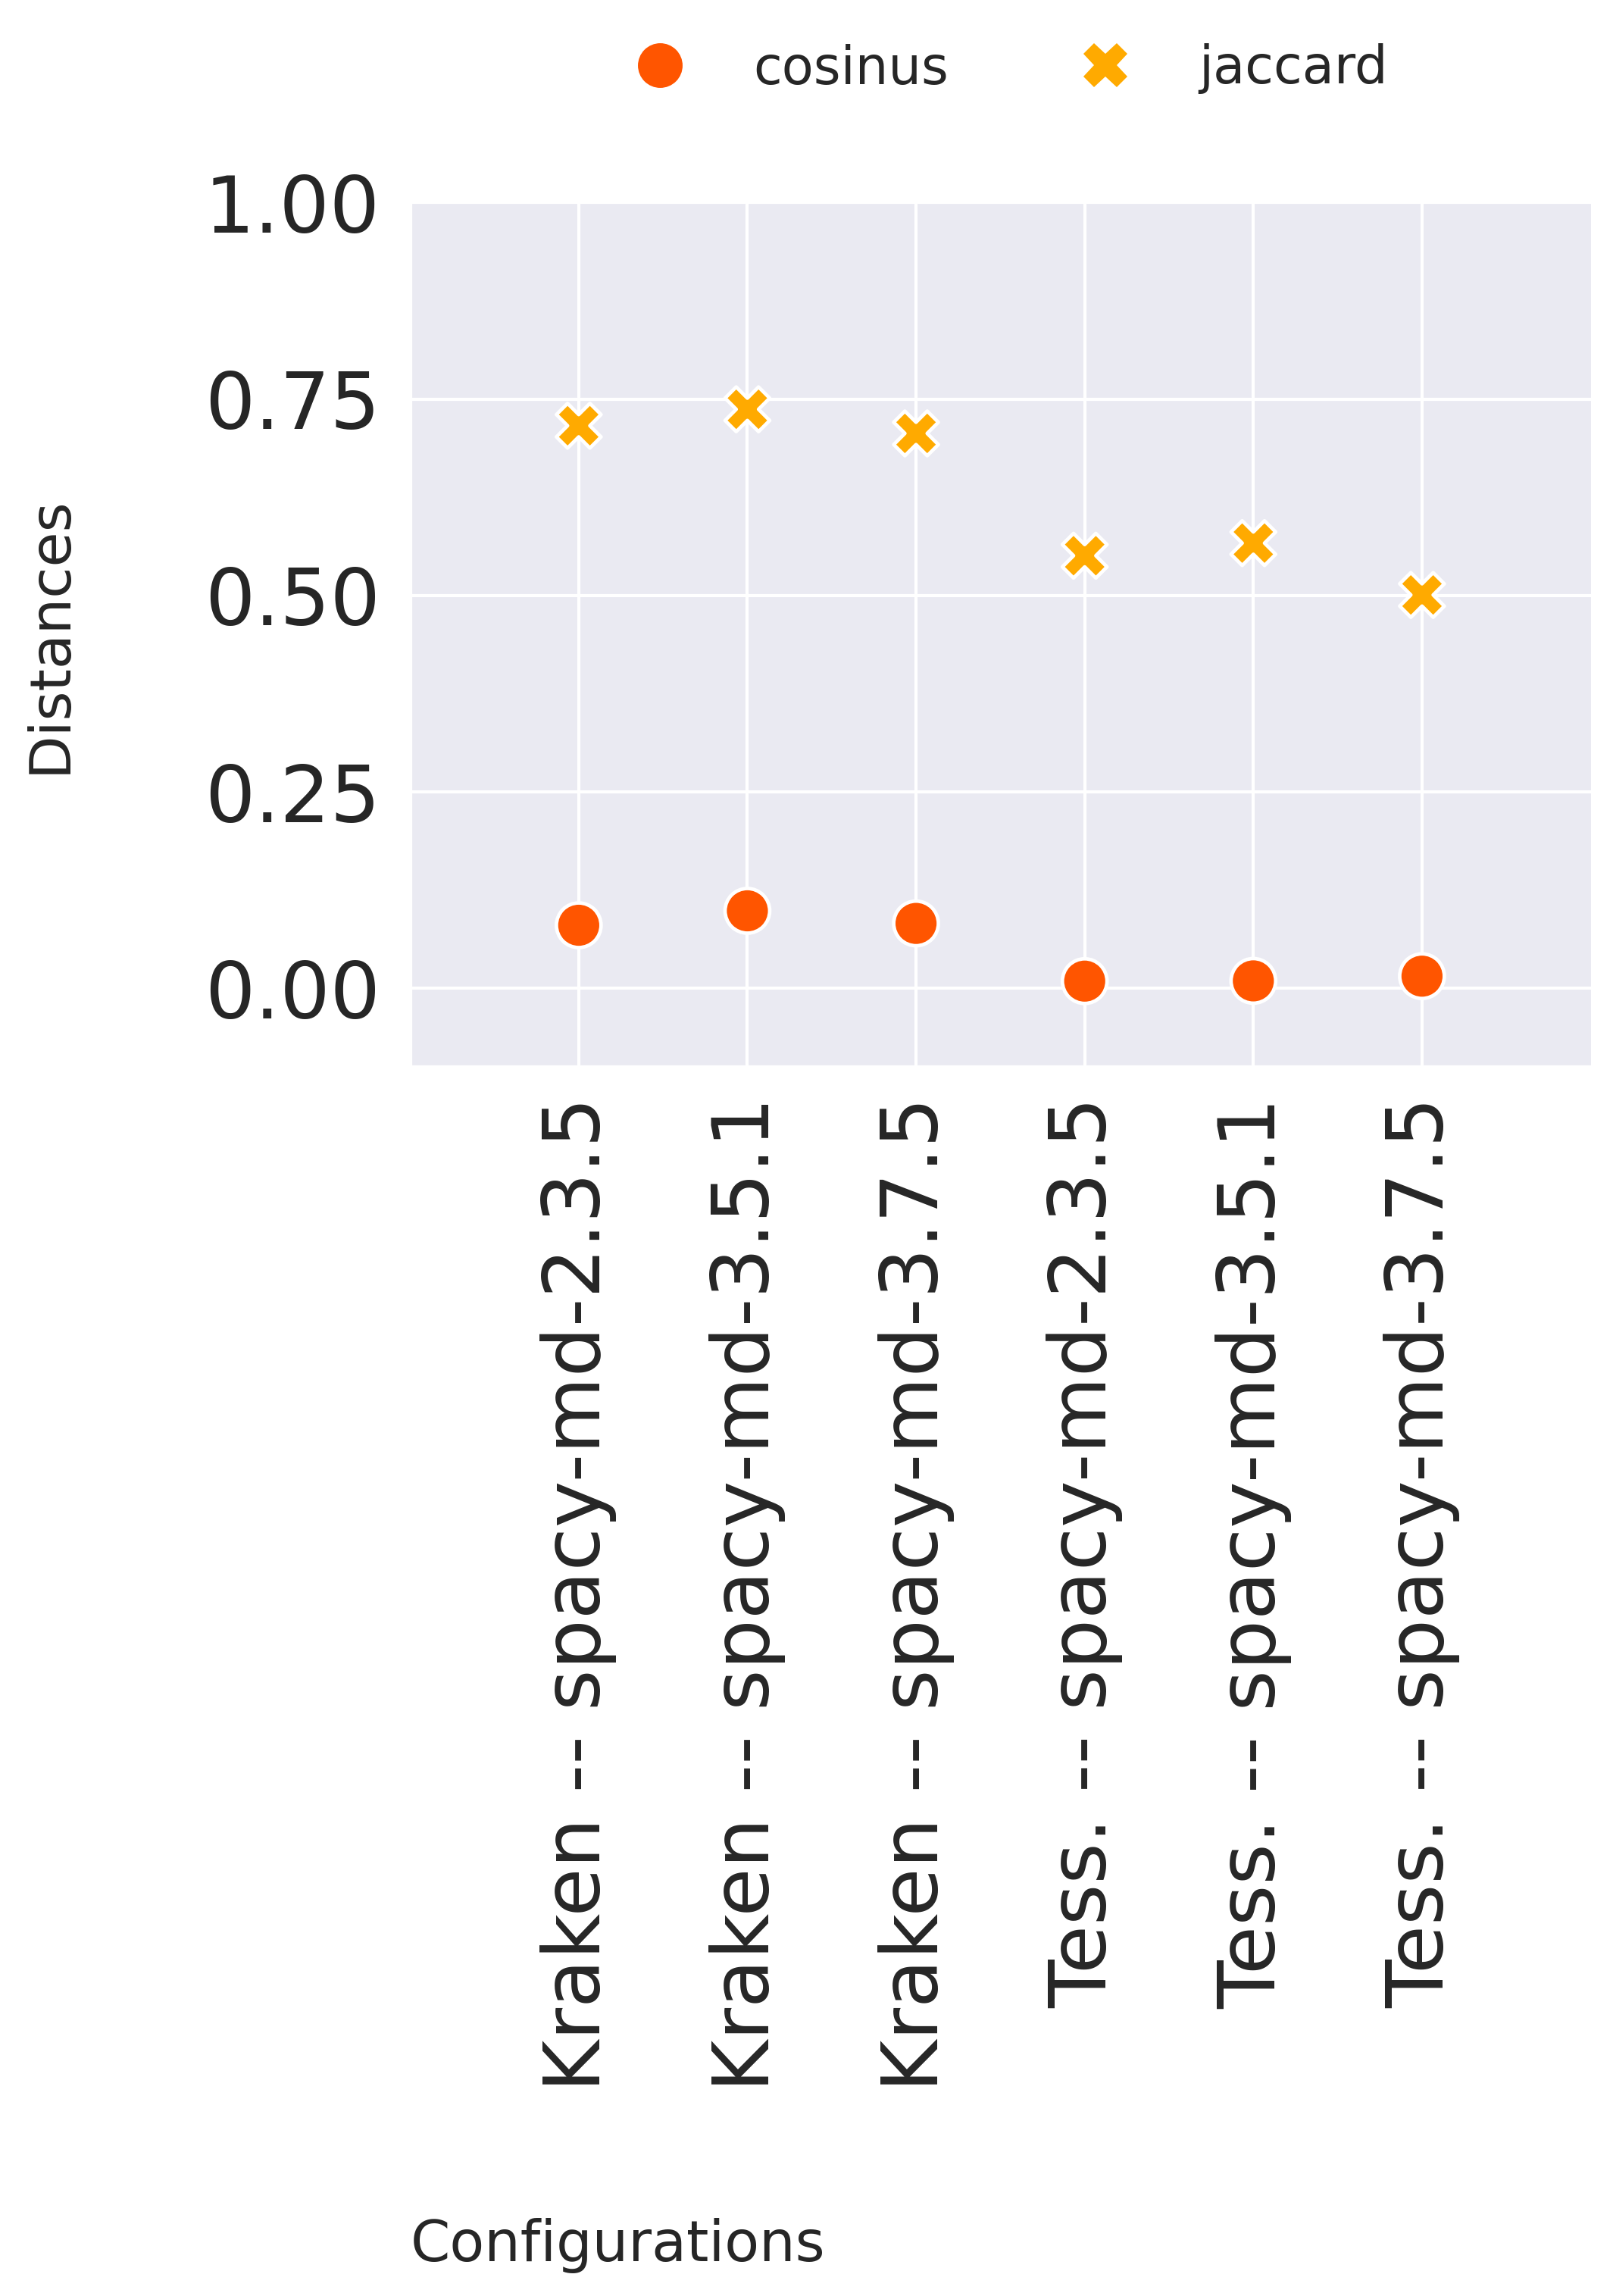 cosinus jaccard
1.00
0.75
0.50
0.25
0.00
Distances
Kraken -- spacy-md-2.3.5
Kraken -- spacy-md-3.5.1
Kraken -- spacy-md-3.7.5
Tess. -- spacy-md-2.3.5
Tess. -- spacy-md-3.5.1
Tess. -- spacy-md-3.7.5
Configurations